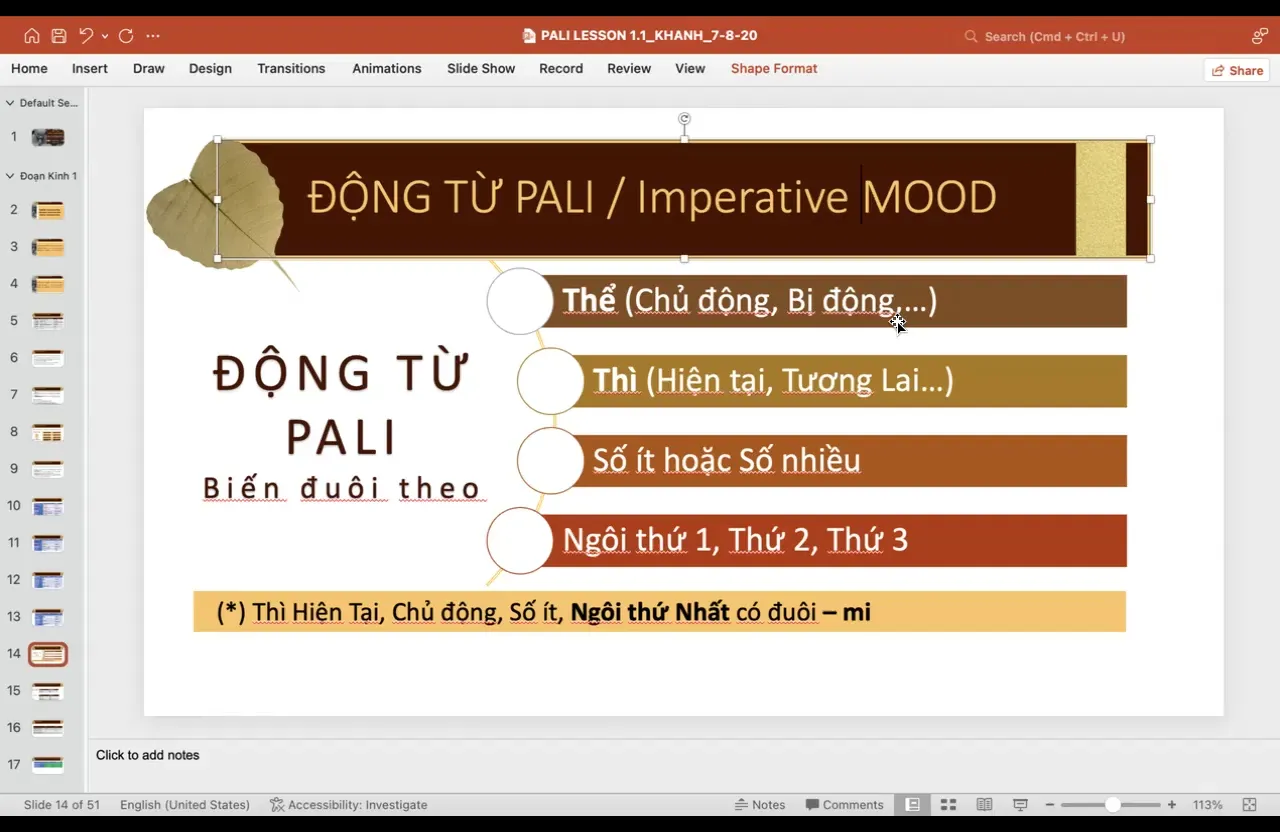 PALI LESSON 1.1_KHANH_7-8-20
Search (Cmd + Ctrl + U)
Home Insert Draw Design Transitions Animations Slide Show Record Review View Shape Format
Share
Default Se...
1
Đoạn Kinh 1
2
3
4
5
6
7
8
9
10
11
12
13
14
15
16
17
ĐỘNG TỪ PALI / Imperative MOOD
ĐỘNG TỪ
PALI
Biến đuôi theo
Thể (Chủ động, Bị động,...)
Thì (Hiện tại, Tương Lai...)
Số ít hoặc Số nhiều
Ngôi thứ 1, Thứ 2, Thứ 3
(*) Thì Hiện Tại, Chủ động, Số ít, Ngôi thứ Nhất có đuôi – mi
Click to add notes
Slide 14 of 51 English (United States) Accessibility: Investigate Notes Comments 113%